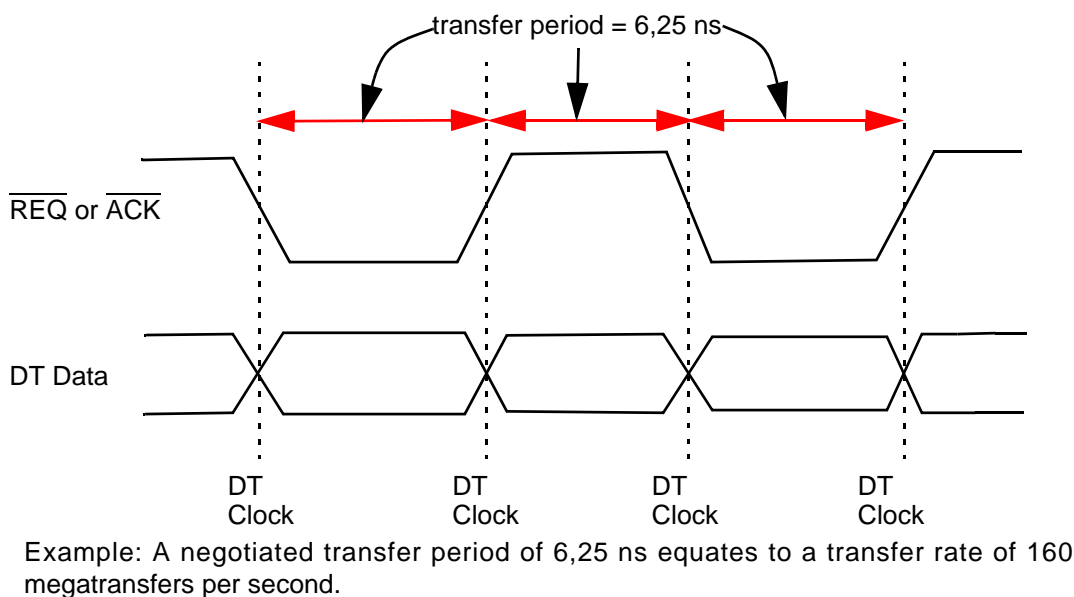 transfer period = 6,25 ns
REQ or ACK
DT Data
DT Clock
DT Clock
DT Clock
DT Clock
Example: A negotiated transfer period of 6,25 ns equates to a transfer rate of 160
megatransfers per second.